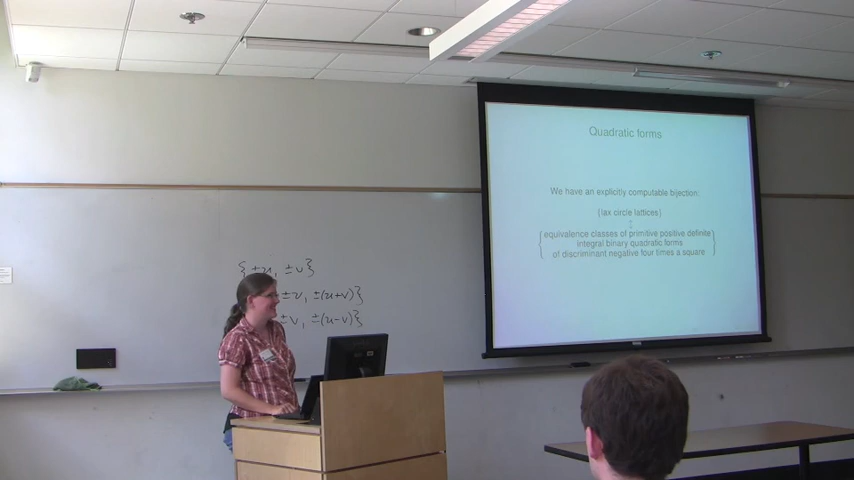 Quadratic forms
We have an explicitly computable bijection:
{lax circle lattices}
↕
{equivalence classes of primitive positive definite
integral binary quadratic forms
of discriminant negative four times a square}
{±u, ±v}
±v, ±(u+v)}
±v, ±(u-v)}